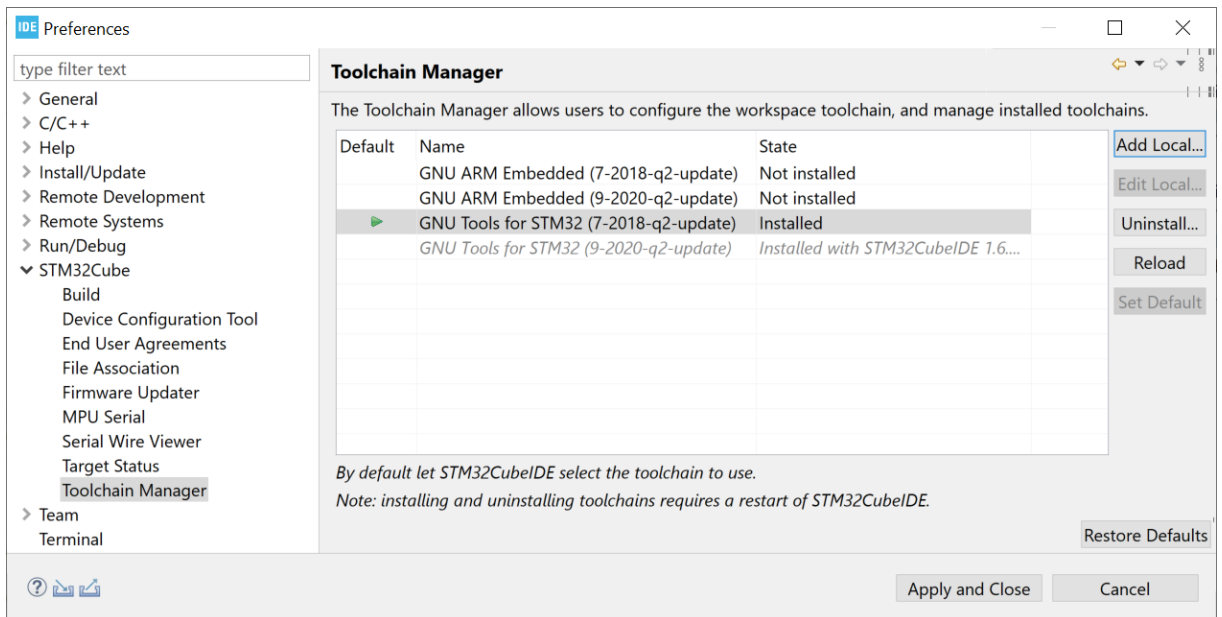 IDE Preferences
type filter text
General
C/C++
Help
Install/Update
Remote Development
Remote Systems
Run/Debug
STM32Cube
Build
Device Configuration Tool
End User Agreements
File Association
Firmware Updater
MPU Serial
Serial Wire Viewer
Target Status
Toolchain Manager
Team
Terminal
Toolchain Manager
The Toolchain Manager allows users to configure the workspace toolchain, and manage installed toolchains.
Default Name State
GNU ARM Embedded (7-2018-q2-update) Not installed
GNU ARM Embedded (9-2020-q2-update) Not installed
GNU Tools for STM32 (7-2018-q2-update) Installed
GNU Tools for STM32 (9-2020-q2-update) Installed with STM32CubeIDE 1.6....
Add Local...
Edit Local...
Uninstall...
Reload
Set Default
By default let STM32CubeIDE select the toolchain to use.
Note: installing and uninstalling toolchains requires a restart of STM32CubeIDE.
Restore Defaults
?
Apply and Close Cancel